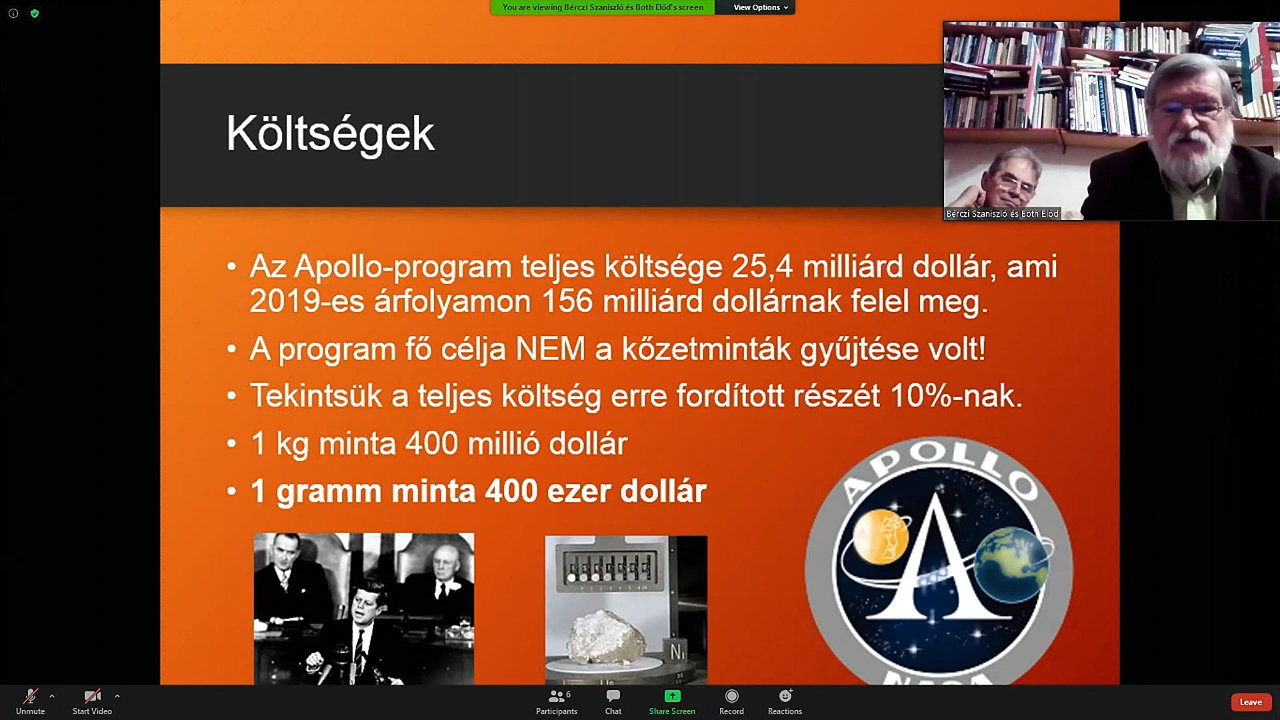 You are viewing Bérczi Szaniszló és Both Előd's screen
View Options
Költségek
Bérczi Szaniszló és Both Előd
• Az Apollo-program teljes költsége 25,4 milliárd dollár, ami
2019-es árfolyamon 156 milliárd dollárnak felel meg.
• A program fő célja NEM a kőzetminták gyűjtése volt!
• Tekintsük a teljes költség erre fordított részét 10%-nak.
• 1 kg minta 400 millió dollár
• 1 gramm minta 400 ezer dollár
APOLLO
A
NASA
N₁
Unmute
Start Video
6
Participants
Chat
Share Screen
Record
Reactions
Leave